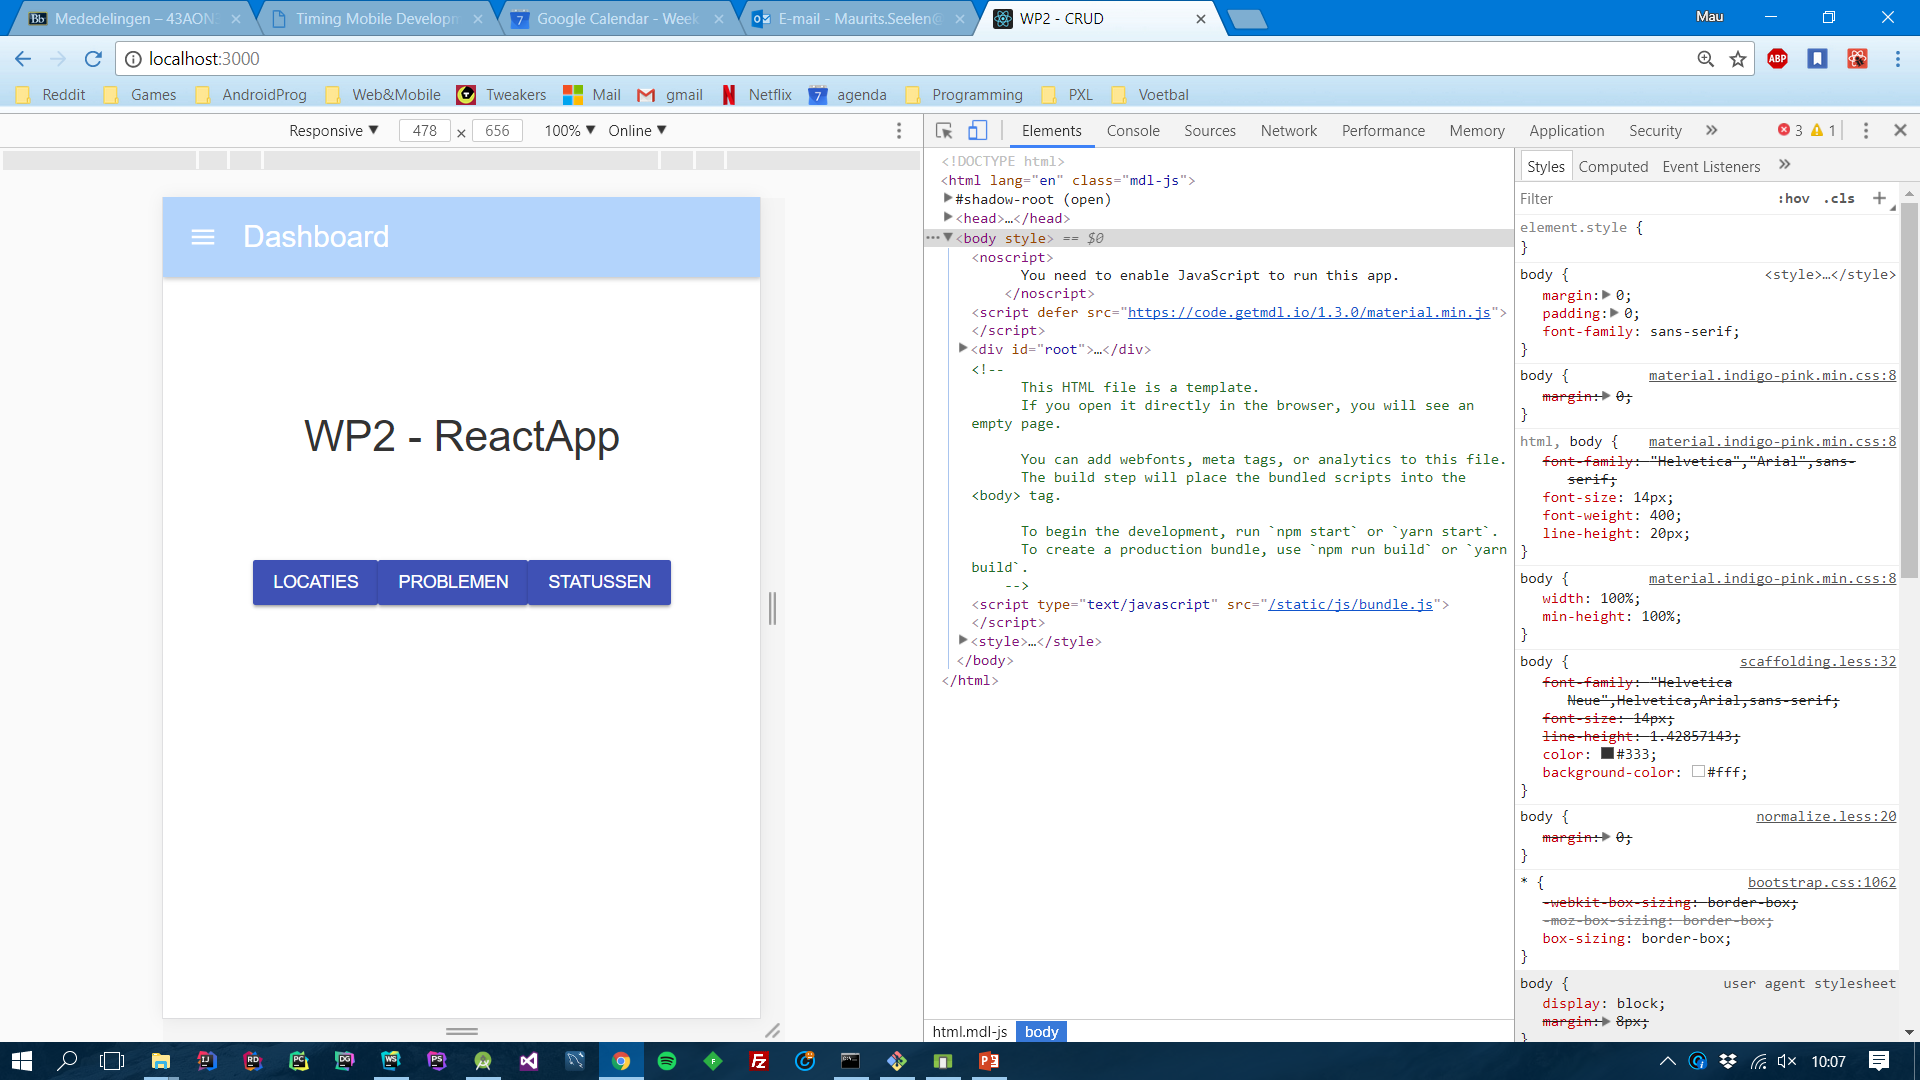 Mededelingen – 43AON
Timing Mobile Developm
Google Calendar - Week
E-mail - Maurits.Seelen@
WP2 - CRUD
Mau
localhost:3000
ABP
Reddit
Games
AndroidProg
Web&Mobile
Tweakers
Mail
gmail
Netflix
7
agenda
Programming
PXL
Voetbal
Responsive ▼ 478 × 656 100% ▼ Online ▼
Dashboard
WP2 - ReactApp
LOCATIES PROBLEMEN STATUSSEN
Elements Console Sources Network Performance Memory Application Security » 3 1
<!DOCTYPE html>
<html lang="en" class="mdl-js">
#shadow-root (open)
<head>…</head>
<body style> == $0
<noscript>
You need to enable JavaScript to run this app.
</noscript>
<script defer src="https://code.getmdl.io/1.3.0/material.min.js">
</script>
<div id="root">…</div>
<!--
This HTML file is a template.
If you open it directly in the browser, you will see an
empty page.
You can add webfonts, meta tags, or analytics to this file.
The build step will place the bundled scripts into the
<body> tag.
To begin the development, run `npm start` or `yarn start`.
To create a production bundle, use `npm run build` or `yarn
build`.
-->
<script type="text/javascript" src="/static/js/bundle.js">
</script>
<style>…</style>
</body>
</html>
html.mdl-js body
Styles Computed Event Listeners »
Filter :hov .cls +
element.style {
}
body { <style>…</style>
margin: 0;
padding: 0;
font-family: sans-serif;
}
body { material.indigo-pink.min.css:8
margin: 0;
}
html, body { material.indigo-pink.min.css:8
font-family: "Helvetica","Arial",sans-
serif;
font-size: 14px;
font-weight: 400;
line-height: 20px;
}
body { material.indigo-pink.min.css:8
width: 100%;
min-height: 100%;
}
body { scaffolding.less:32
font-family: "Helvetica
Neue",Helvetica,Arial,sans-serif;
font-size: 14px;
line-height: 1.42857143;
color: #333;
background-color: #fff;
}
body { normalize.less:20
margin: 0;
}
* { bootstrap.css:1062
-webkit-box-sizing: border-box;
-moz-box-sizing: border-box;
box-sizing: border-box;
}
body { user agent stylesheet
display: block;
margin: 8px;
}
10:07